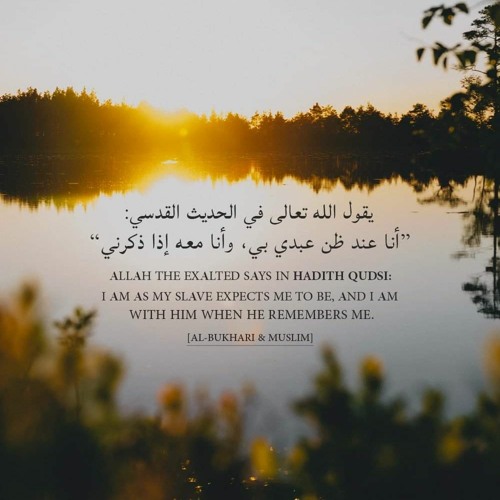 يقول الله تعالى في الحديث القدسي:
”أنا عند ظن عبدي بي، وأنا معه إذا ذكرني“
ALLAH THE EXALTED SAYS IN HADITH QUDSI:
I AM AS MY SLAVE EXPECTS ME TO BE, AND I AM
WITH HIM WHEN HE REMEMBERS ME.
[AL-BUKHARI & MUSLIM]